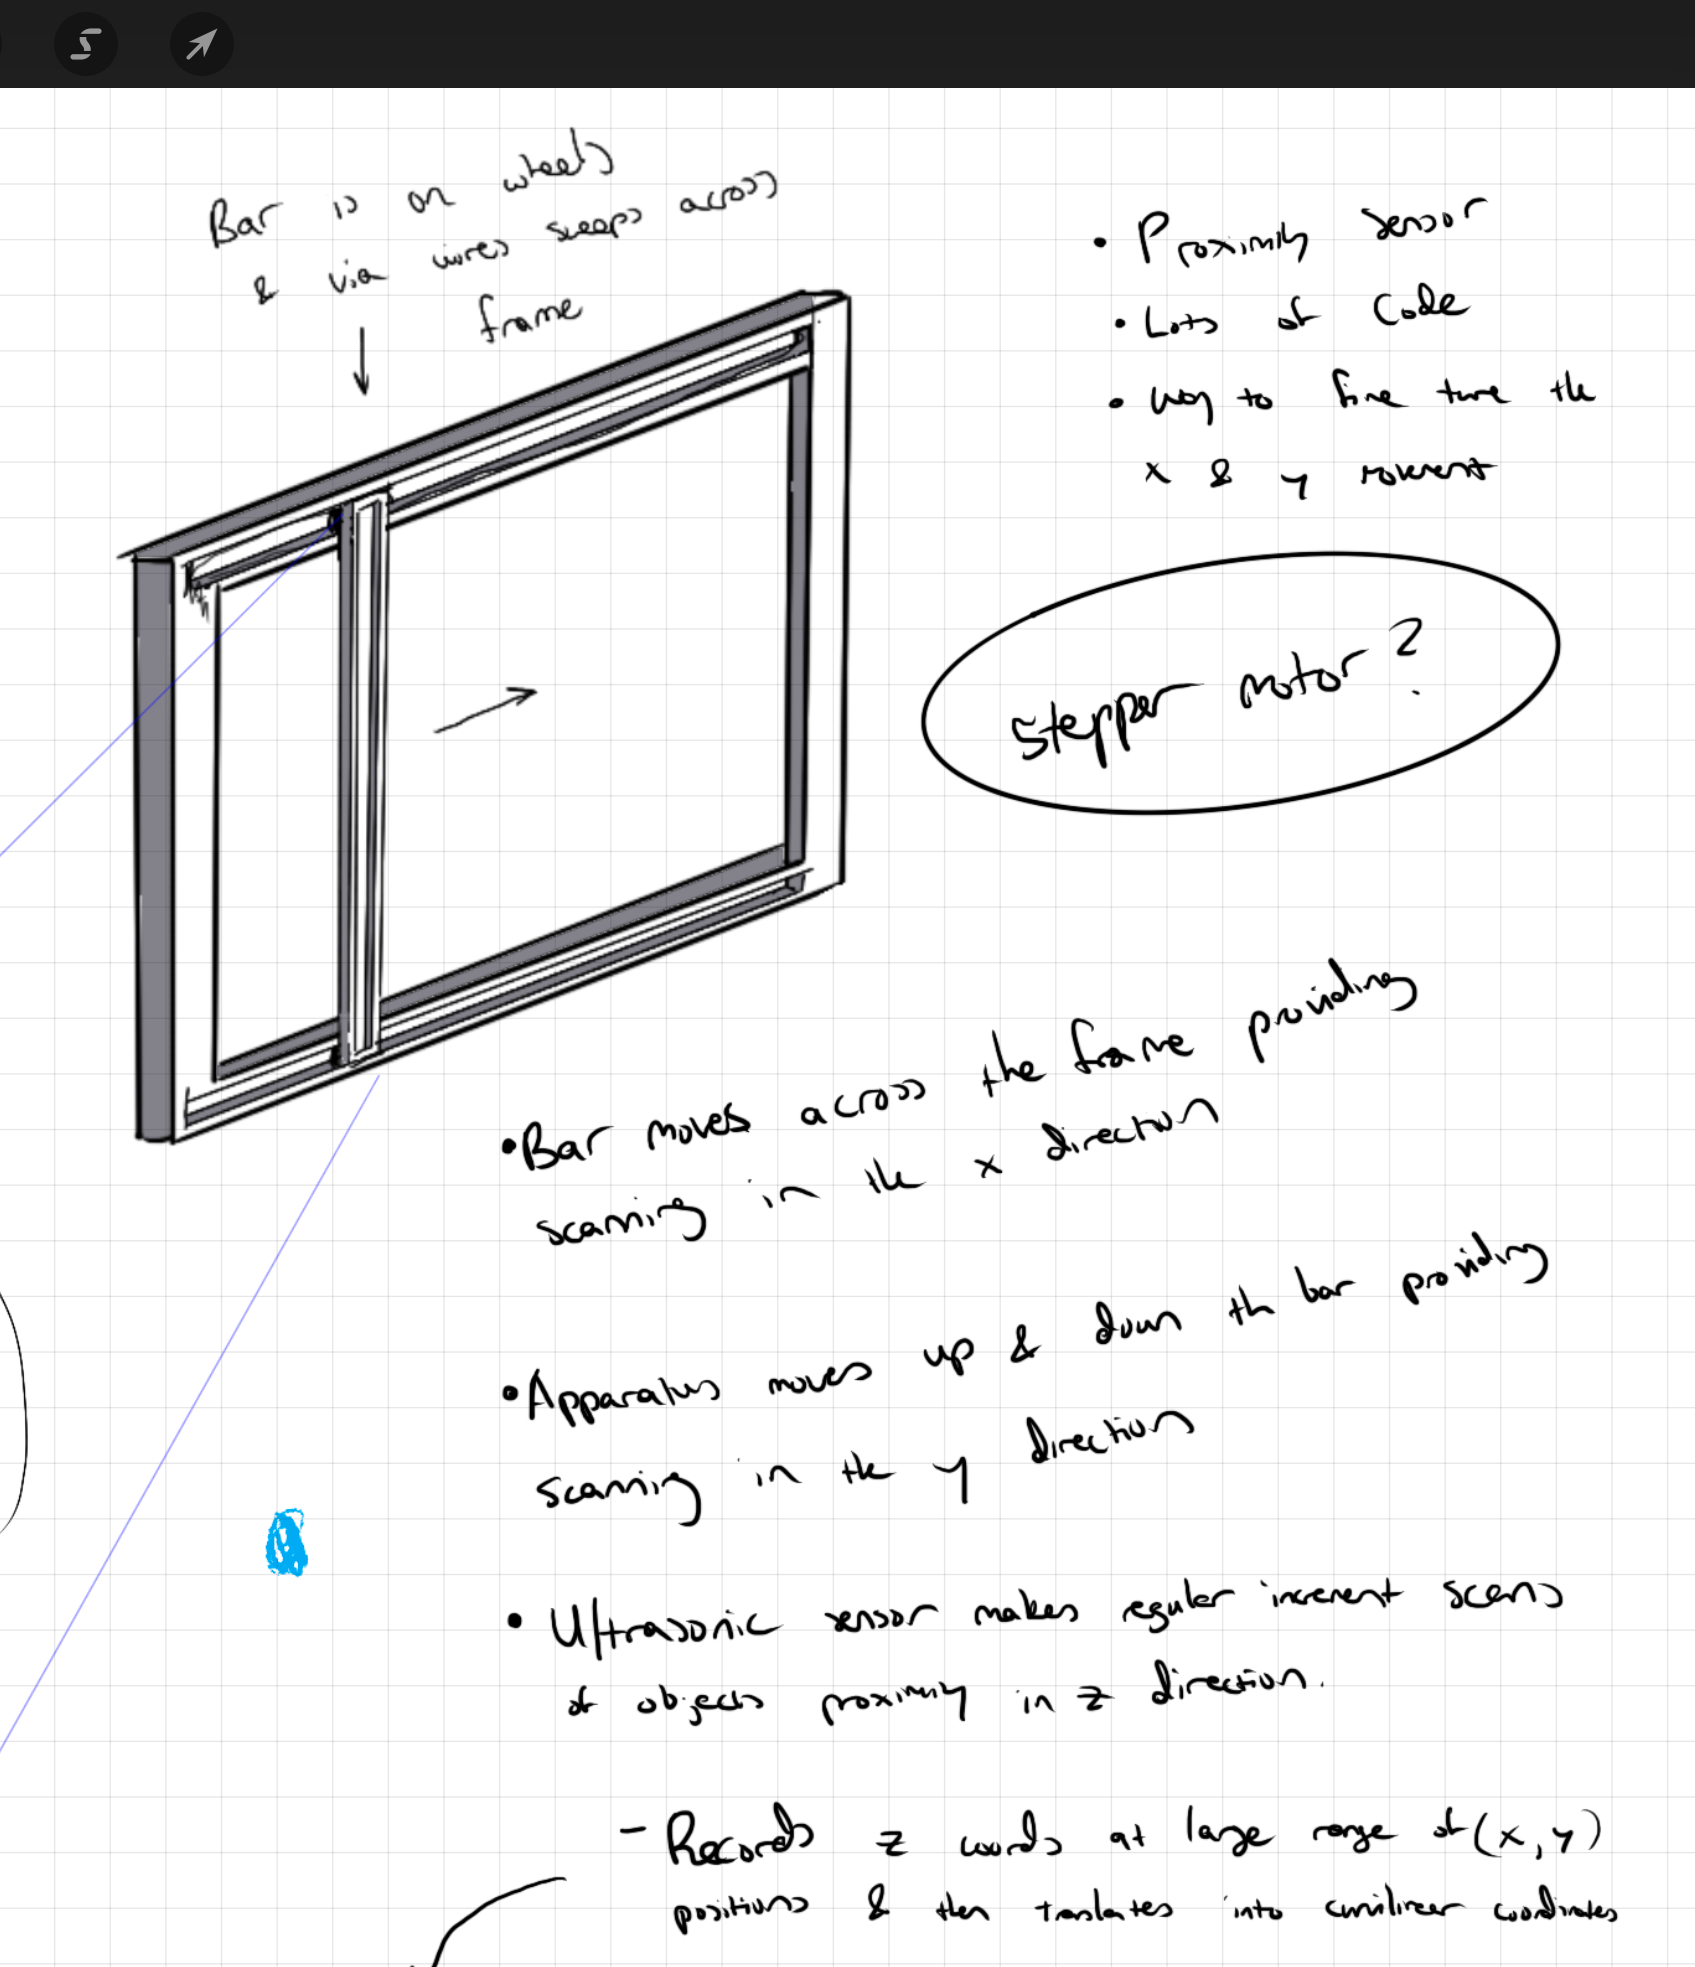 Bar is on wheels
& via wires sweeps across
frame
• Proximity sensor
• Lots of Code
• way to fine tune the
x & y movement
Stepper motor?
• Bar moves across the frame providing
scanning in the x direction
• Apparatus moves up & down the bar providing
scanning in the y direction
• Ultrasonic sensor makes regular increment scans
of objects proximity in z direction.
- Records z coords at large range of (x, y)
positions & then translates into curvilinear coordinates